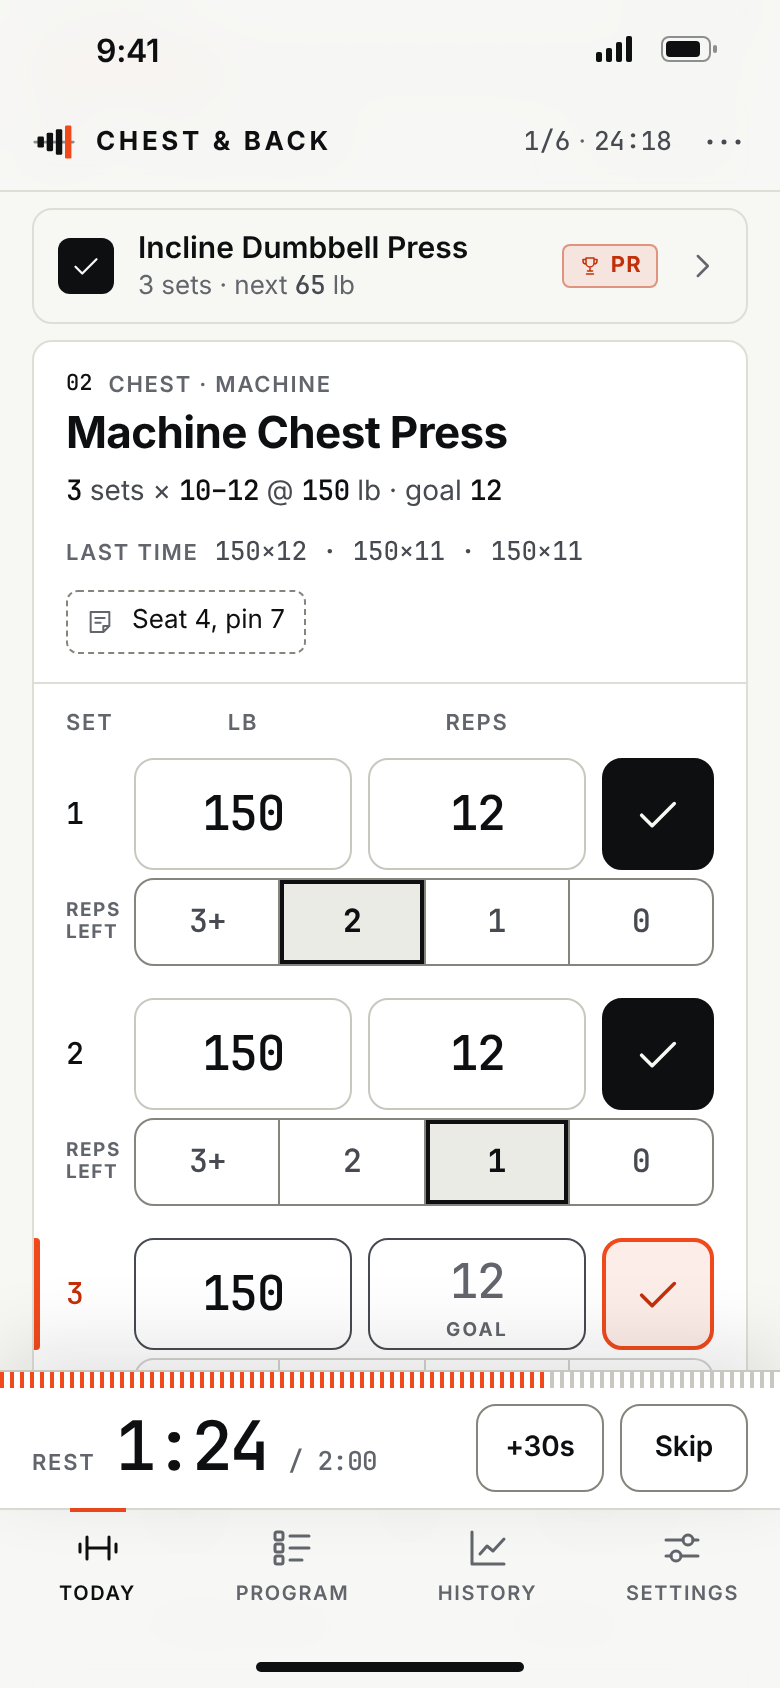 9:41
CHEST & BACK
1/6 · 24:18
Incline Dumbbell Press
3 sets · next 65 lb
PR
02 CHEST · MACHINE
Machine Chest Press
3 sets × 10–12 @ 150 lb · goal 12
LAST TIME 150×12 · 150×11 · 150×11
Seat 4, pin 7
SET LB REPS
1 150 12
REPS LEFT 3+ 2 1 0
2 150 12
REPS LEFT 3+ 2 1 0
3 150 12
GOAL
REST 1:24 / 2:00
+30s Skip
TODAY PROGRAM HISTORY SETTINGS